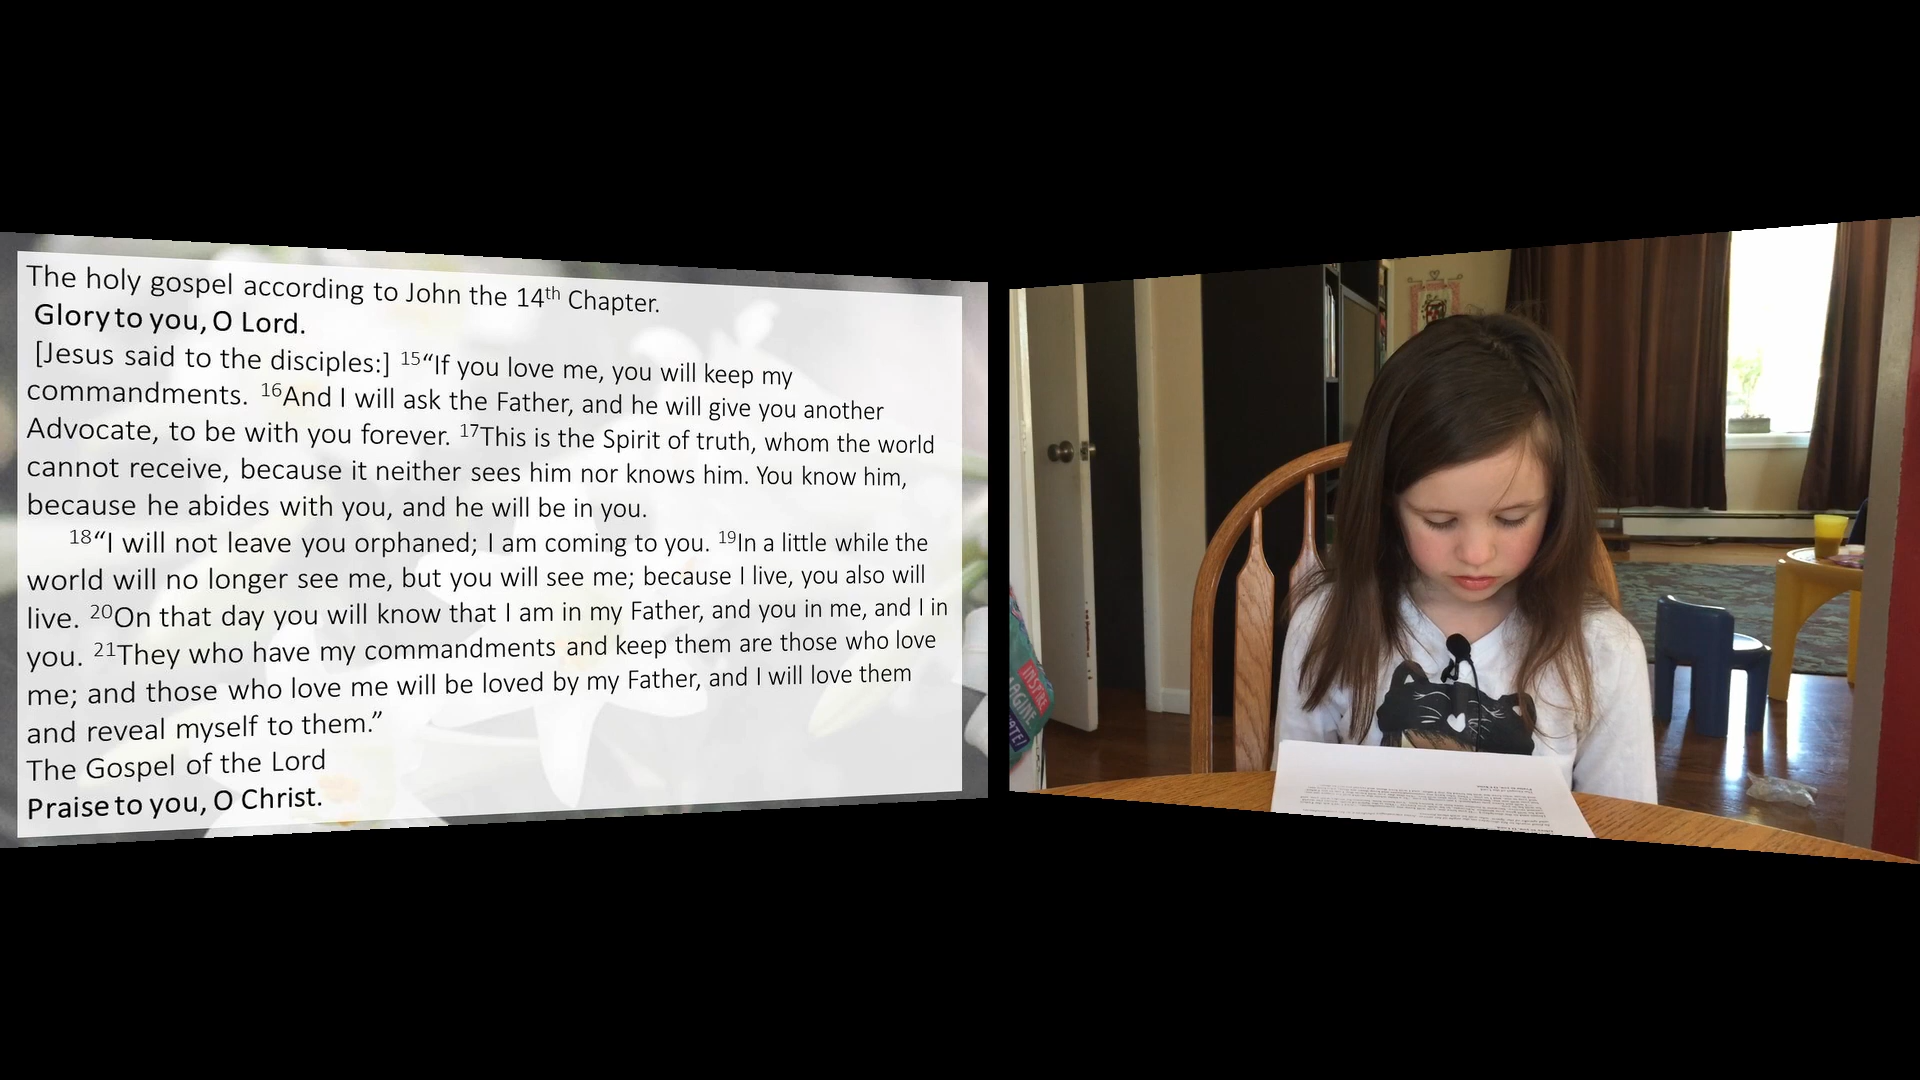 The holy gospel according to John the 14th Chapter.
Glory to you, O Lord.
[Jesus said to the disciples:] 15“If you love me, you will keep my
commandments. 16And I will ask the Father, and he will give you another
Advocate, to be with you forever. 17This is the Spirit of truth, whom the world
cannot receive, because it neither sees him nor knows him. You know him,
because he abides with you, and he will be in you.
18“I will not leave you orphaned; I am coming to you. 19In a little while the
world will no longer see me, but you will see me; because I live, you also will
live. 20On that day you will know that I am in my Father, and you in me, and I in
you. 21They who have my commandments and keep them are those who love
me; and those who love me will be loved by my Father, and I will love them
and reveal myself to them.”
The Gospel of the Lord
Praise to you, O Christ.
INSPIRE